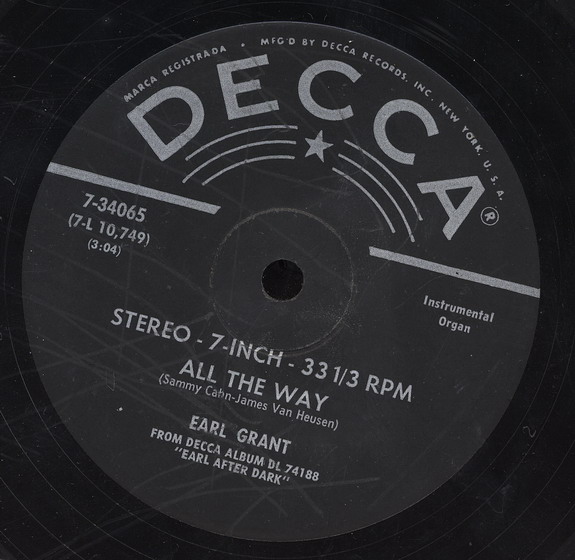 MARCA REGISTRADA • MFG'D BY DECCA RECORDS, INC. NEW YORK, U. S. A.
DECCA®
7-34065
(7-L 10,749)
(3:04)
Instrumental
Organ
STEREO - 7-INCH - 33 1/3 RPM
ALL THE WAY
(Sammy Cahn-James Van Heusen)
EARL GRANT
FROM DECCA ALBUM DL 74188
"EARL AFTER DARK"